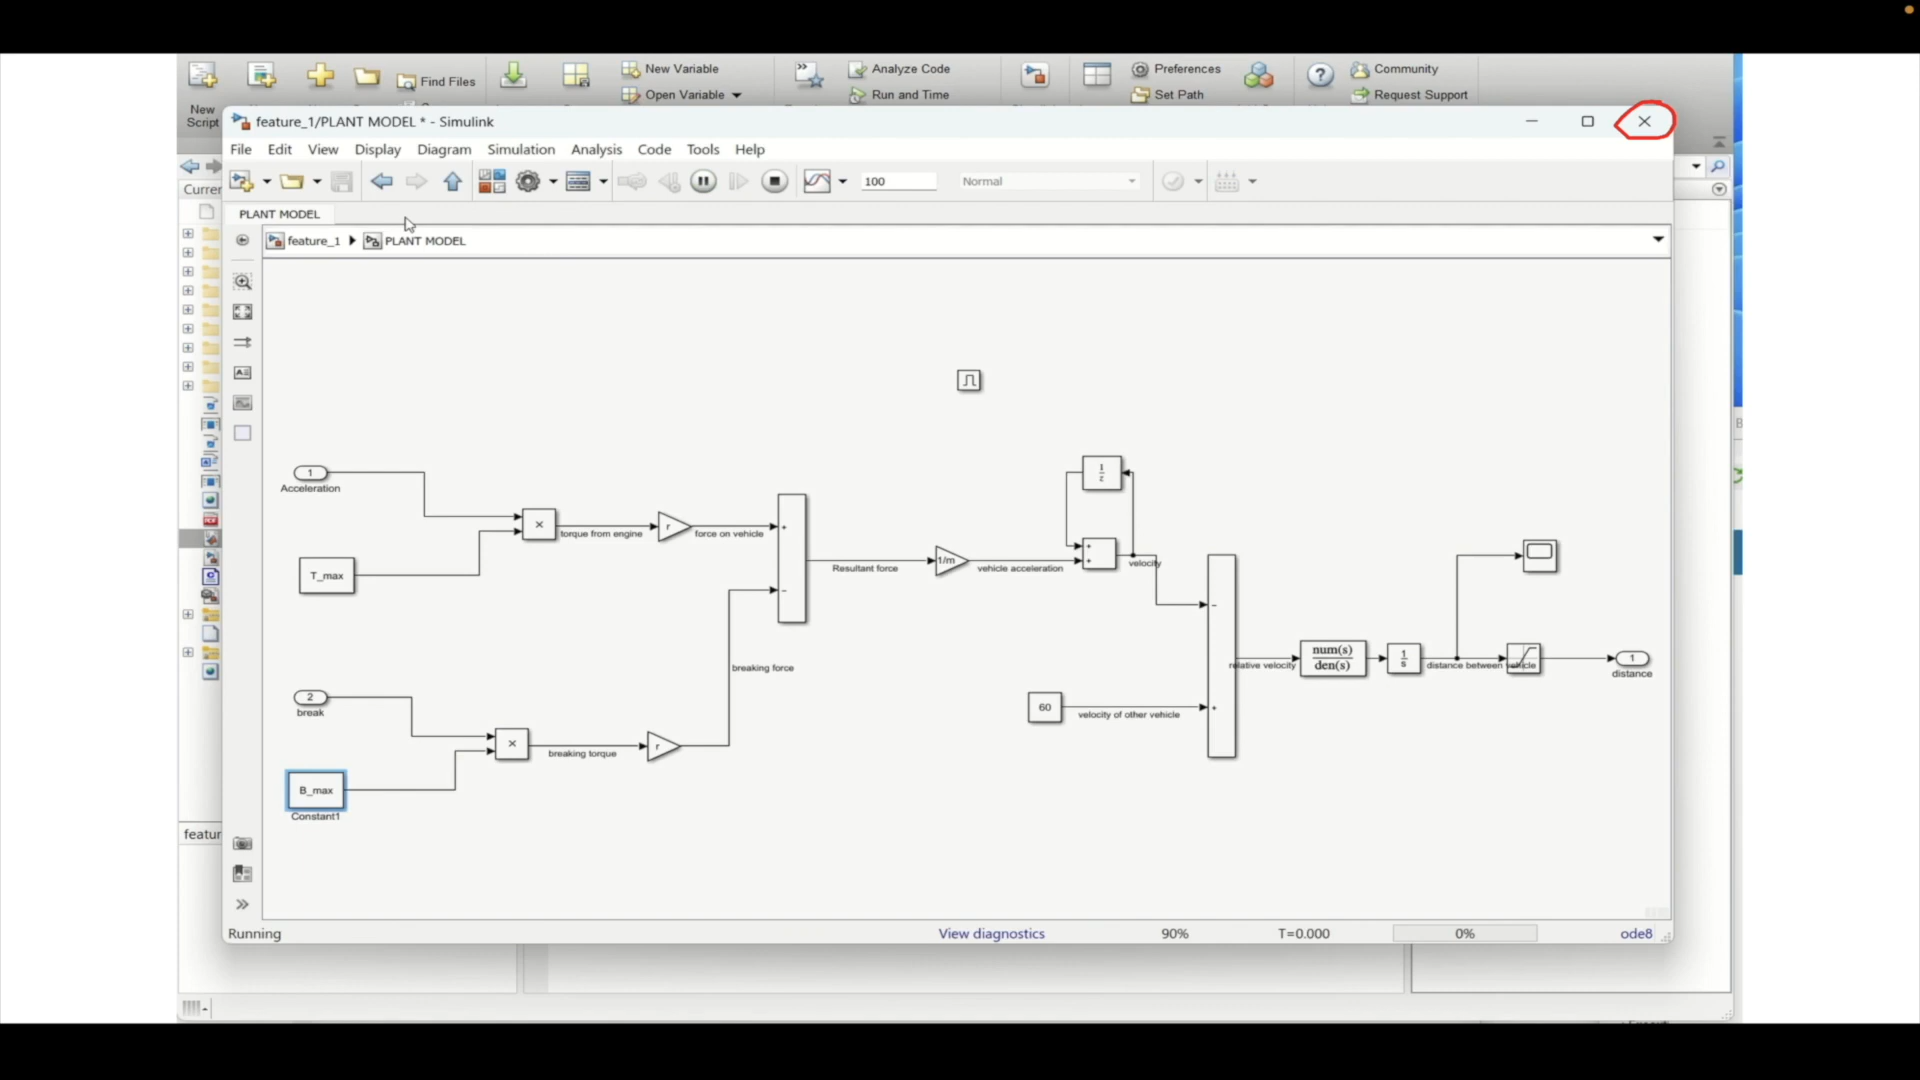 Find Files
New Variable
Analyze Code
Preferences
Community
Open Variable
Run and Time
Set Path
Request Support
New
Script
feature_1/PLANT MODEL * - Simulink
File Edit View Display Diagram Simulation Analysis Code Tools Help
100
Normal
Curren
PLANT MODEL
feature_1 PLANT MODEL
1
Acceleration
T_max
×
torque from engine
r
force on vehicle
+
−
Resultant force
1/m
vehicle acceleration
1
z
+
+
velocity
breaking force
2
break
B_max
Constant1
×
breaking torque
r
60
velocity of other vehicle
−
+
relative velocity
num(s)
den(s)
1
s
distance between vehicle
1
distance
featur
Running
View diagnostics
90%
T=0.000
0%
ode8